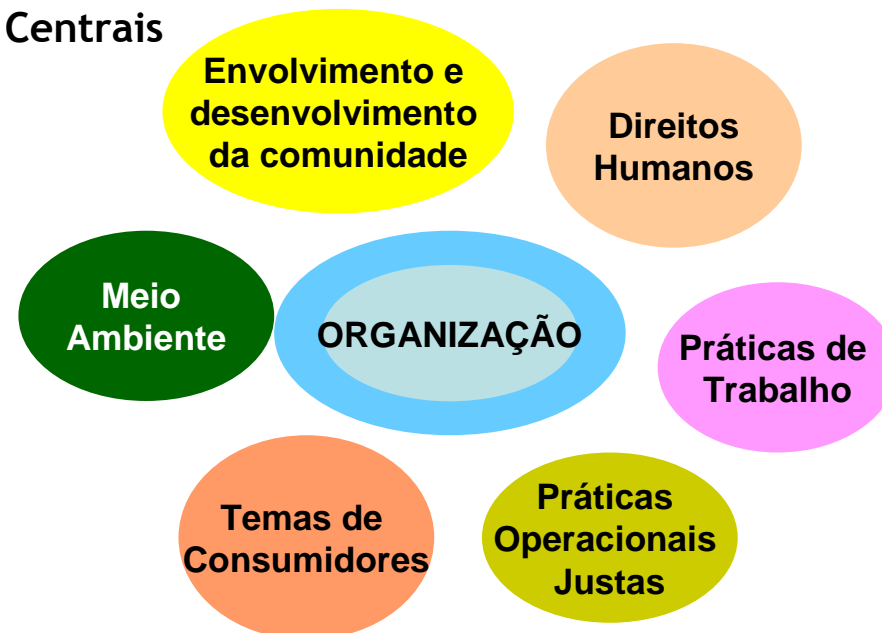 Centrais
Envolvimento e
desenvolvimento
da comunidade
Direitos
Humanos
Meio
Ambiente
ORGANIZAÇÃO
Práticas de
Trabalho
Temas de
Consumidores
Práticas
Operacionais
Justas